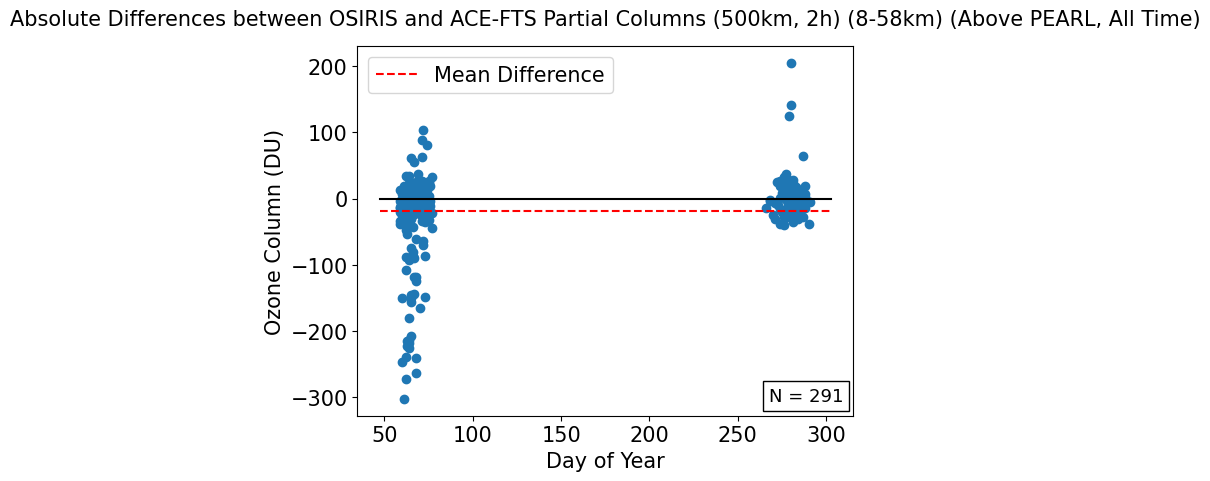 Absolute Differences between OSIRIS and ACE-FTS Partial Columns (500km, 2h) (8-58km) (Above PEARL, All Time)
Ozone Column (DU)
200
100
0
−100
−200
−300
Mean Difference
N = 291
50 100 150 200 250 300
Day of Year